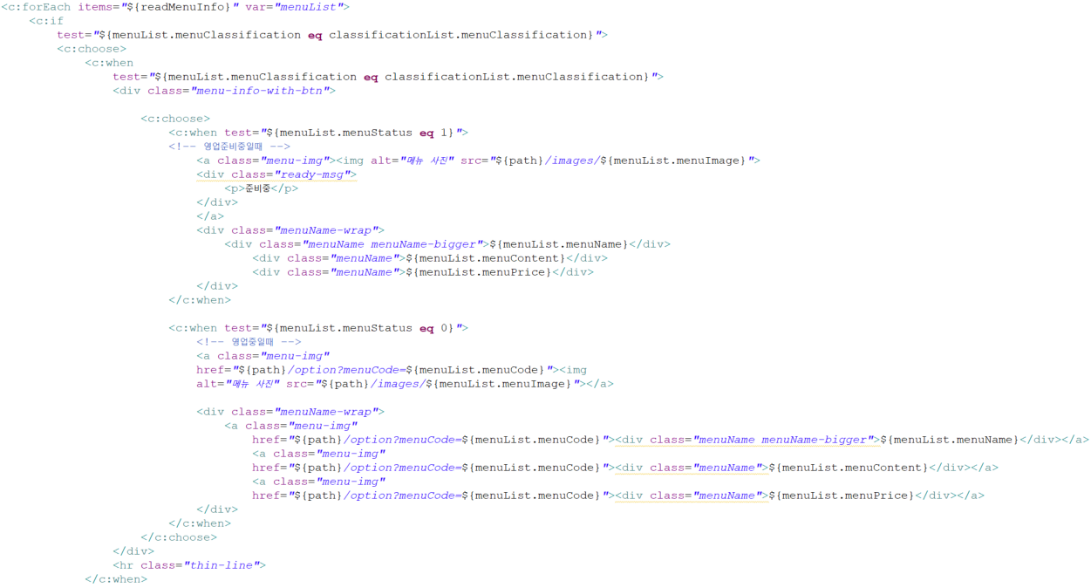 <c:forEach items="${readMenuInfo}" var="menuList">
<c:if
test="${menuList.menuClassification eq classificationList.menuClassification}">
<c:choose>
<c:when
test="${menuList.menuClassification eq classificationList.menuClassification}">
<div class="menu-info-with-btn">
<c:choose>
<c:when test="${menuList.menuStatus eq 1}">
<!-- 영업준비중일때 -->
<a class="menu-img"><img alt="메뉴 사진" src="${path}/images/${menuList.menuImage}">
<div class="ready-msg">
<p>준비중</p>
</div>
</a>
<div class="menuName-wrap">
<div class="menuName menuName-bigger">${menuList.menuName}</div>
<div class="menuName">${menuList.menuContent}</div>
<div class="menuName">${menuList.menuPrice}</div>
</div>
</c:when>
<c:when test="${menuList.menuStatus eq 0}">
<!-- 영업중일때 -->
<a class="menu-img"
href="${path}/option?menuCode=${menuList.menuCode}"><img
alt="메뉴 사진" src="${path}/images/${menuList.menuImage}"></a>
<div class="menuName-wrap">
<a class="menu-img"
href="${path}/option?menuCode=${menuList.menuCode}"><div class="menuName menuName-bigger">${menuList.menuName}</div></a>
<a class="menu-img"
href="${path}/option?menuCode=${menuList.menuCode}"><div class="menuName">${menuList.menuContent}</div></a>
<a class="menu-img"
href="${path}/option?menuCode=${menuList.menuCode}"><div class="menuName">${menuList.menuPrice}</div></a>
</div>
</c:when>
</c:choose>
</div>
<hr class="thin-line">
</c:when>